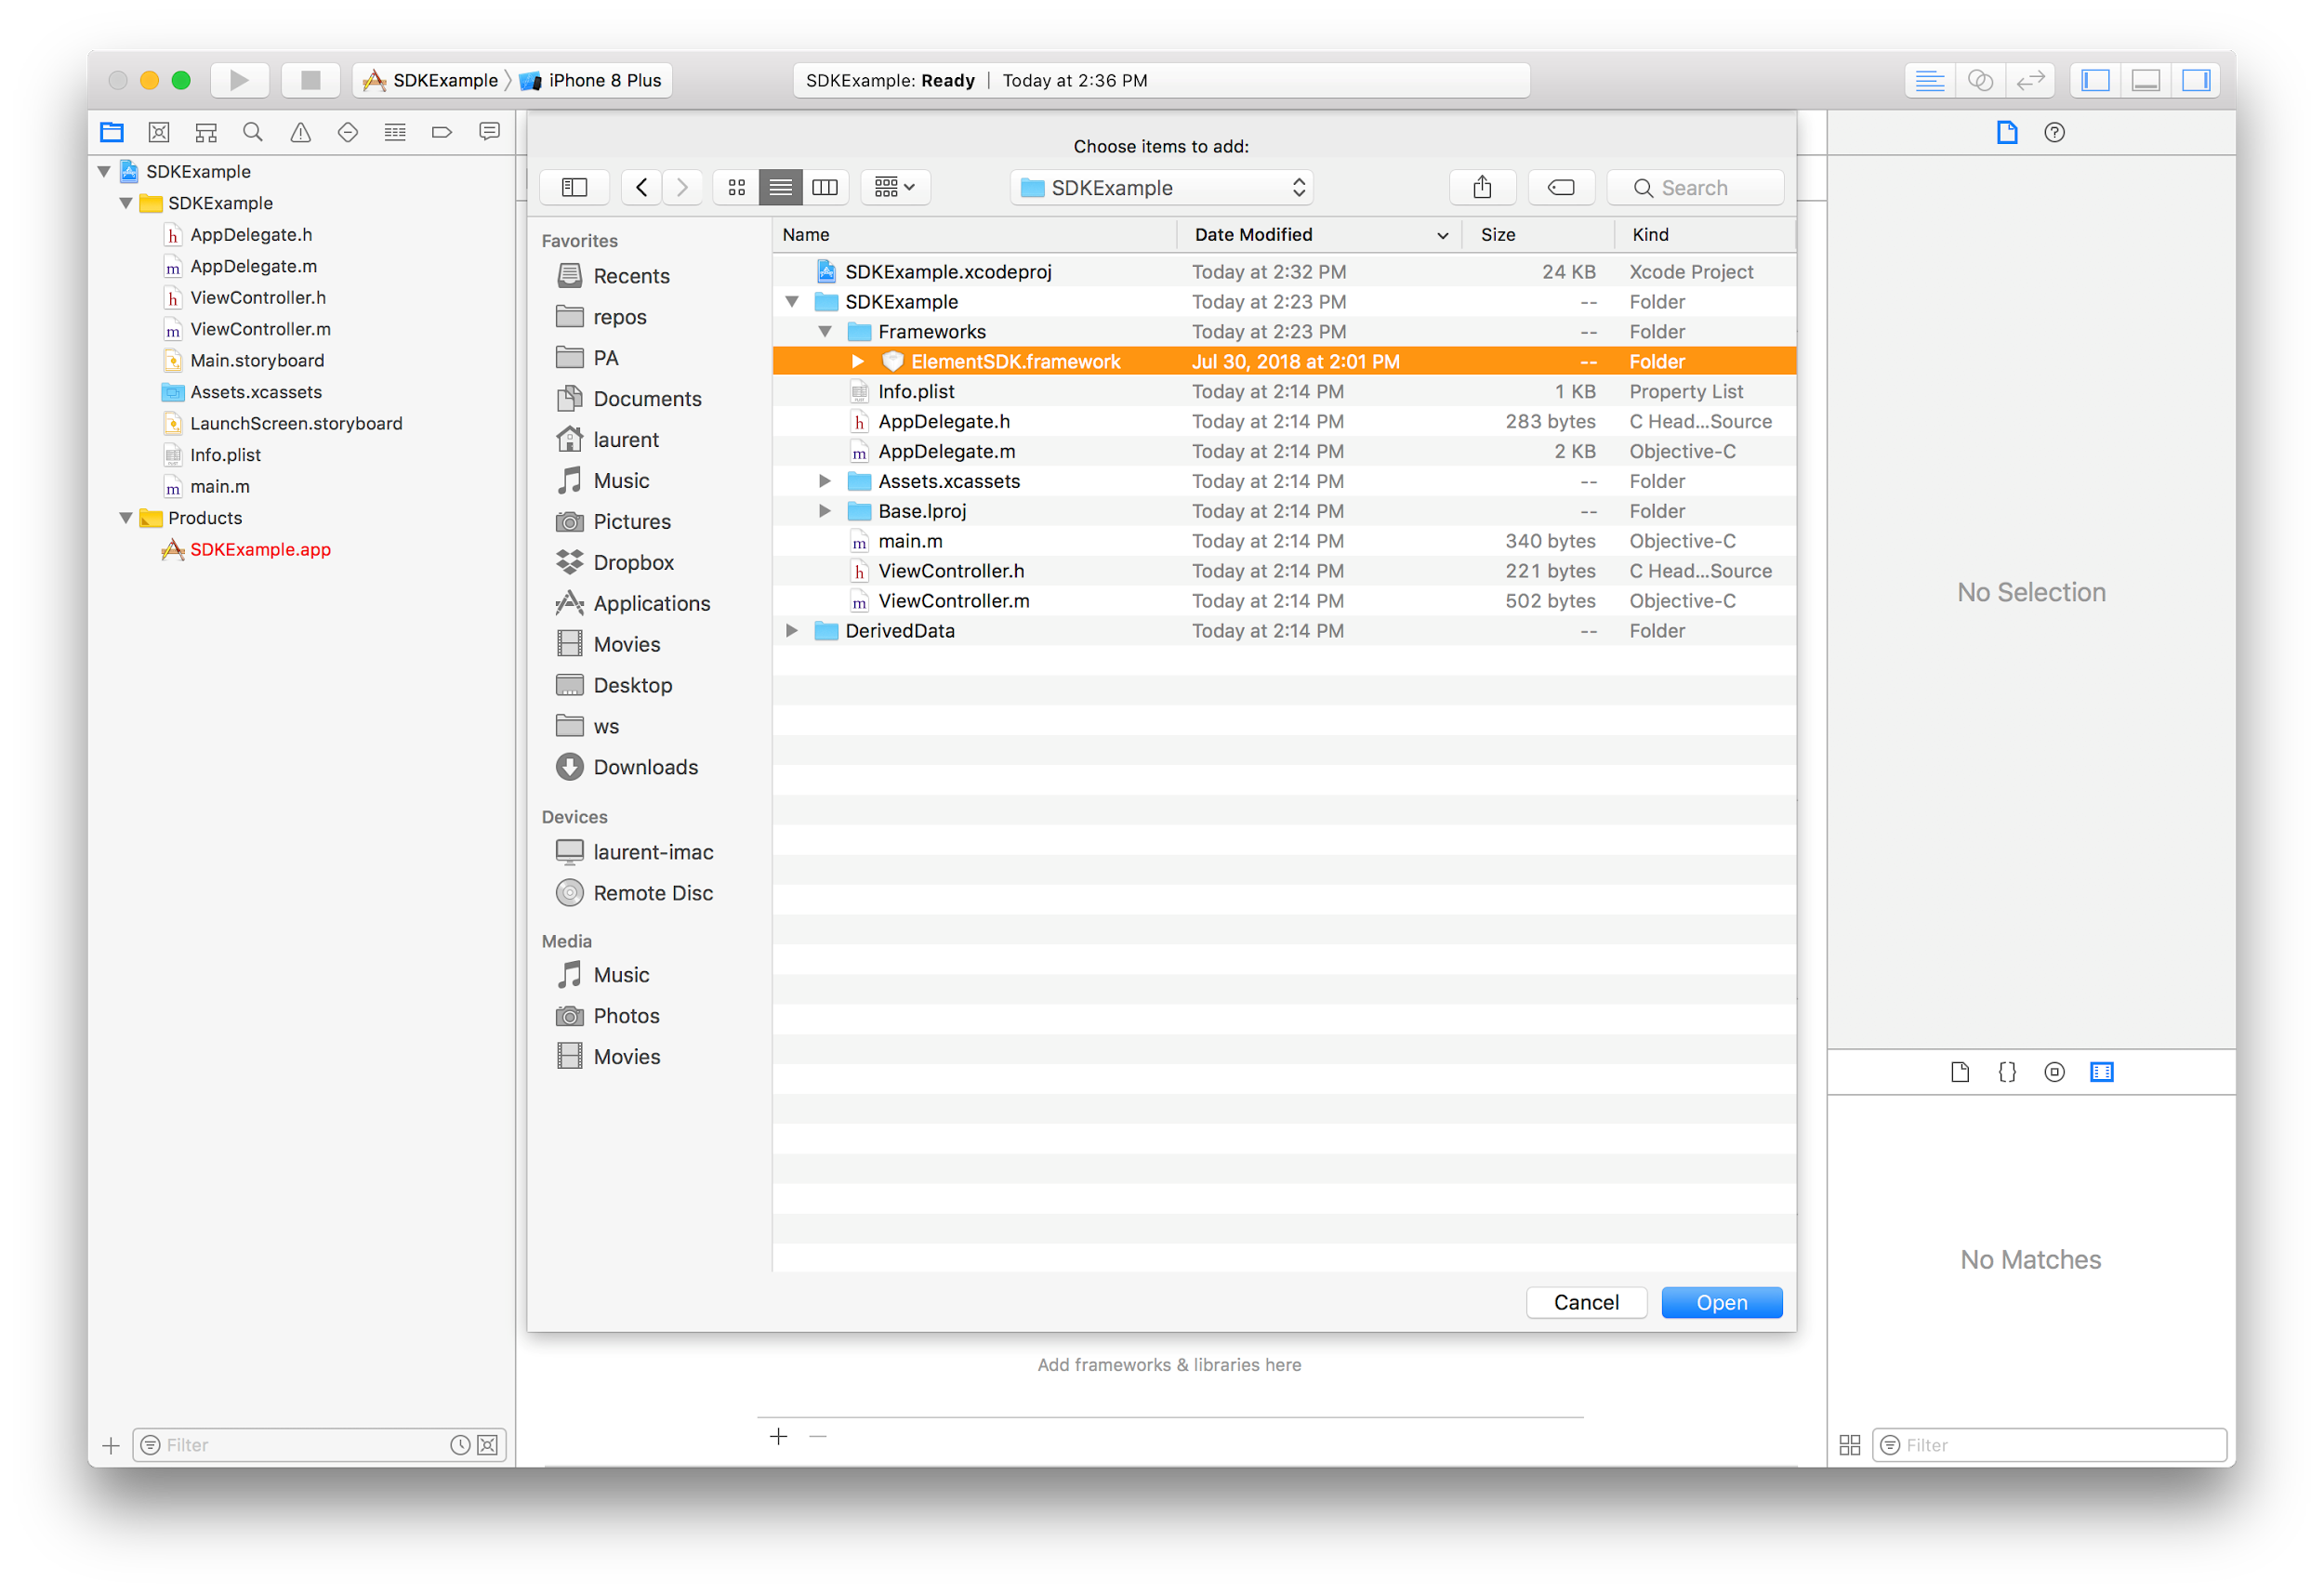 SDKExample iPhone 8 Plus
SDKExample: Ready | Today at 2:36 PM
SDKExample
SDKExample
h AppDelegate.h
m AppDelegate.m
h ViewController.h
m ViewController.m
Main.storyboard
Assets.xcassets
LaunchScreen.storyboard
Info.plist
m main.m
Products
SDKExample.app
Filter
Choose items to add:
SDKExample
Search
Favorites
Recents
repos
PA
Documents
laurent
Music
Pictures
Dropbox
Applications
Movies
Desktop
ws
Downloads
Devices
laurent-imac
Remote Disc
Media
Music
Photos
Movies
Name Date Modified Size Kind
SDKExample.xcodeproj Today at 2:32 PM 24 KB Xcode Project
SDKExample Today at 2:23 PM -- Folder
Frameworks Today at 2:23 PM -- Folder
ElementSDK.framework Jul 30, 2018 at 2:01 PM -- Folder
Info.plist Today at 2:14 PM 1 KB Property List
h AppDelegate.h Today at 2:14 PM 283 bytes C Head...Source
m AppDelegate.m Today at 2:14 PM 2 KB Objective-C
Assets.xcassets Today at 2:14 PM -- Folder
Base.lproj Today at 2:14 PM -- Folder
m main.m Today at 2:14 PM 340 bytes Objective-C
h ViewController.h Today at 2:14 PM 221 bytes C Head...Source
m ViewController.m Today at 2:14 PM 502 bytes Objective-C
DerivedData Today at 2:14 PM -- Folder
Cancel Open
Add frameworks & libraries here
No Selection
{}
No Matches
Filter